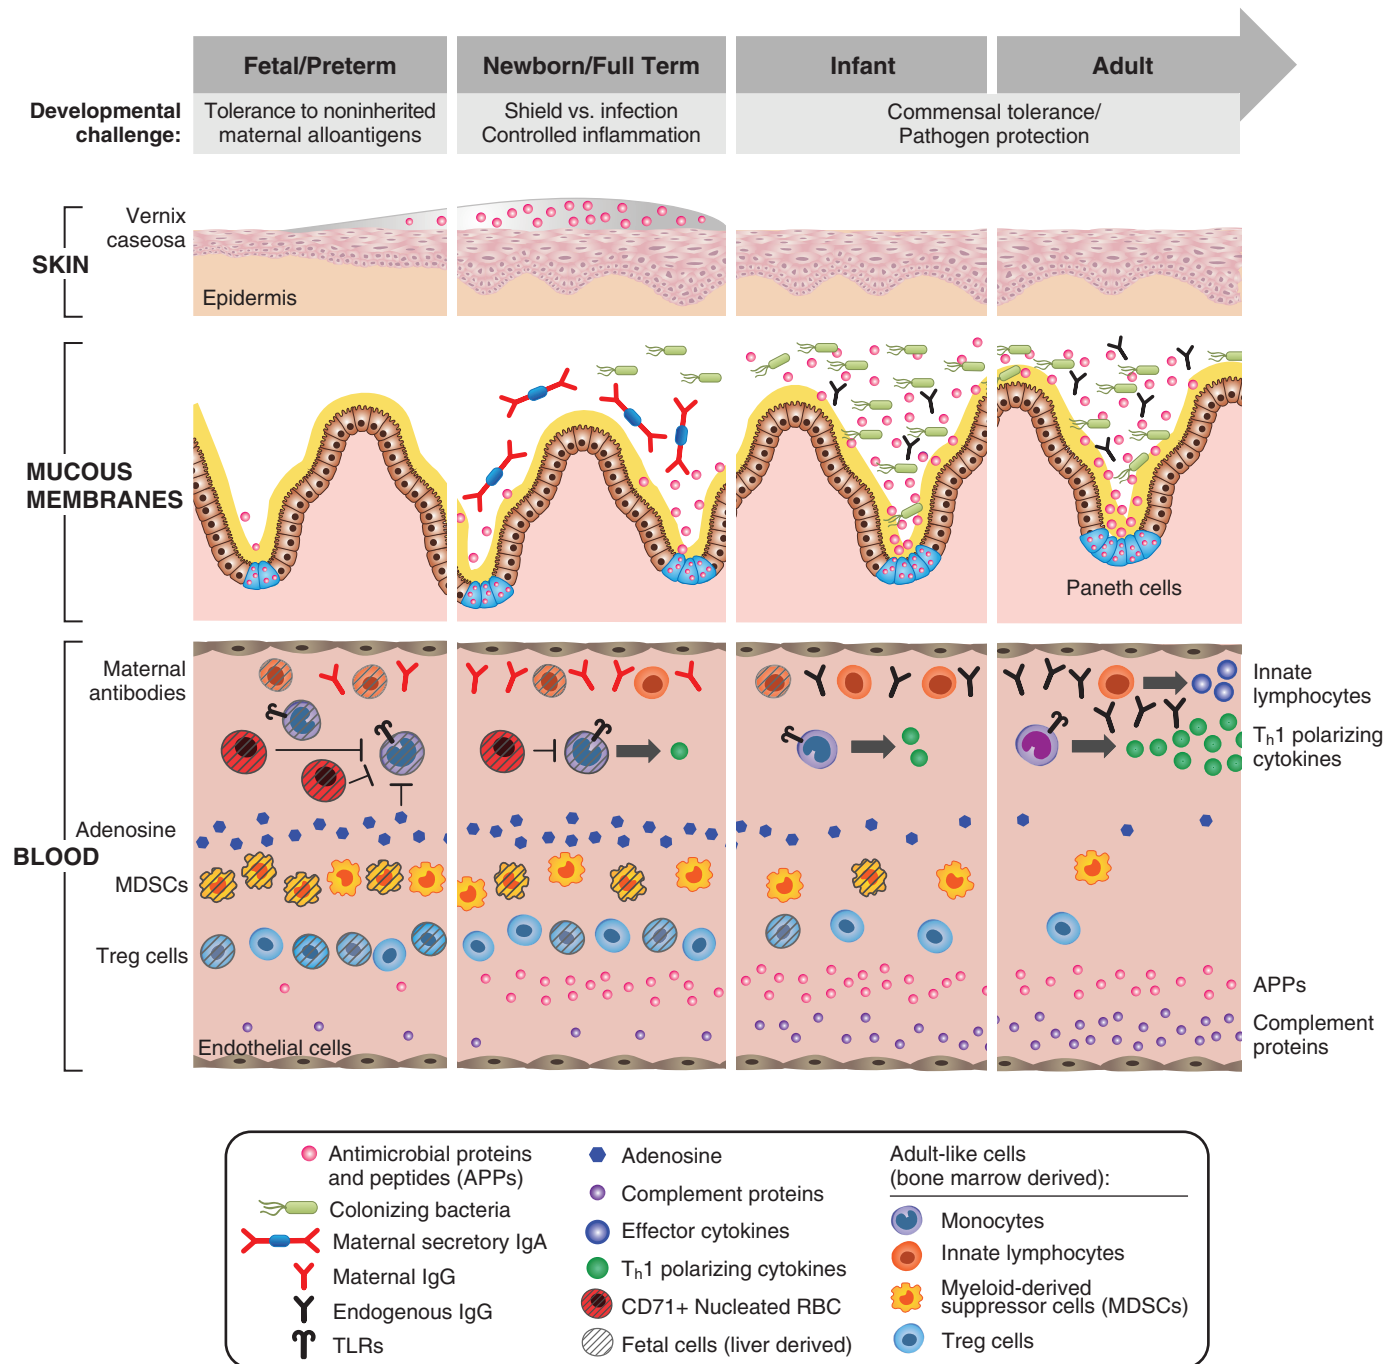 Fetal/Preterm
Newborn/Full Term
Infant
Adult
Developmental
challenge:
Tolerance to noninherited
maternal alloantigens
Shield vs. infection
Controlled inflammation
Commensal tolerance/
Pathogen protection
SKIN
Vernix
caseosa
Epidermis
MUCOUS
MEMBRANES
Paneth cells
BLOOD
Maternal
antibodies
Adenosine
MDSCs
Treg cells
Endothelial cells
Innate
lymphocytes
Th1 polarizing
cytokines
APPs
Complement
proteins
Antimicrobial proteins
and peptides (APPs)
Colonizing bacteria
Maternal secretory IgA
Maternal IgG
Endogenous IgG
TLRs
Adenosine
Complement proteins
Effector cytokines
Th1 polarizing cytokines
CD71+ Nucleated RBC
Fetal cells (liver derived)
Adult-like cells
(bone marrow derived):
Monocytes
Innate lymphocytes
Myeloid-derived
suppressor cells (MDSCs)
Treg cells